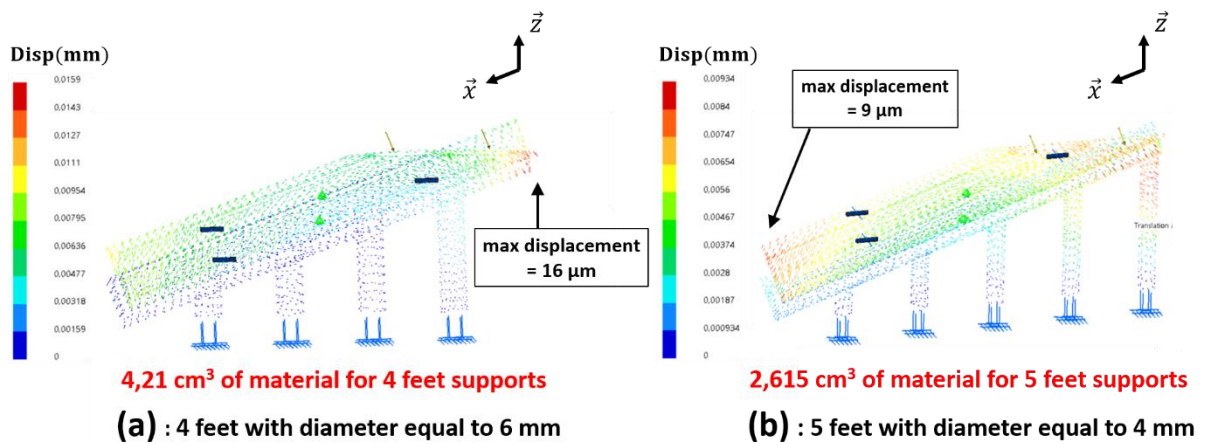 Disp(mm)
0.0159
0.0143
0.0127
0.0111
0.00954
0.00795
0.00636
0.00477
0.00318
0.00159
0
z
x
max displacement
= 16 µm
4,21 cm³ of material for 4 feet supports
(a) : 4 feet with diameter equal to 6 mm
Disp(mm)
0.00934
0.0084
0.00747
0.00654
0.0056
0.00467
0.00374
0.0028
0.00187
0.000934
0
max displacement
= 9 µm
z
x
Translation
2,615 cm³ of material for 5 feet supports
(b) : 5 feet with diameter equal to 4 mm